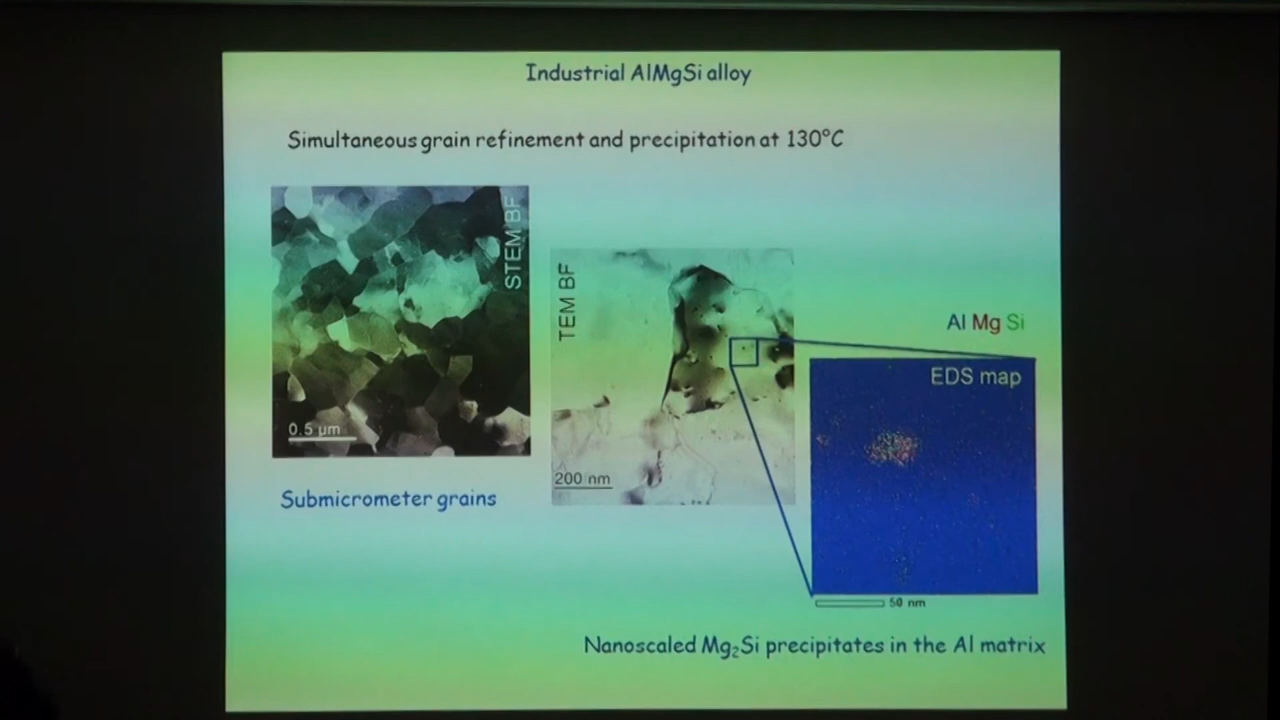 Industrial AlMgSi alloy
Simultaneous grain refinement and precipitation at 130°C
STEM BF
0.5 µm
Submicrometer grains
TEM BF
200 nm
Al Mg Si
EDS map
50 nm
Nanoscaled Mg₂Si precipitates in the Al matrix